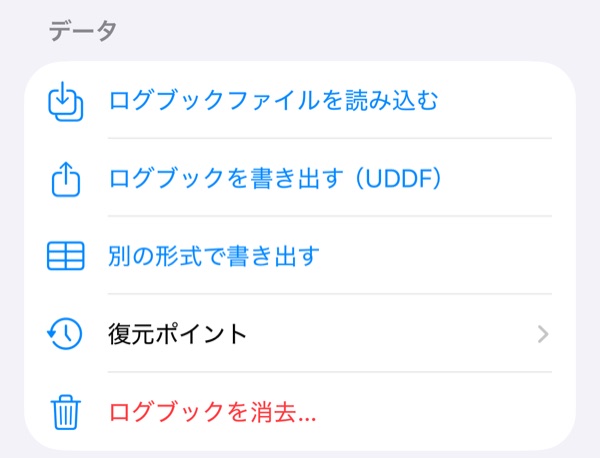 データ
ログブックファイルを読み込む
ログブックを書き出す（UDDF）
別の形式で書き出す
復元ポイント
ログブックを消去...